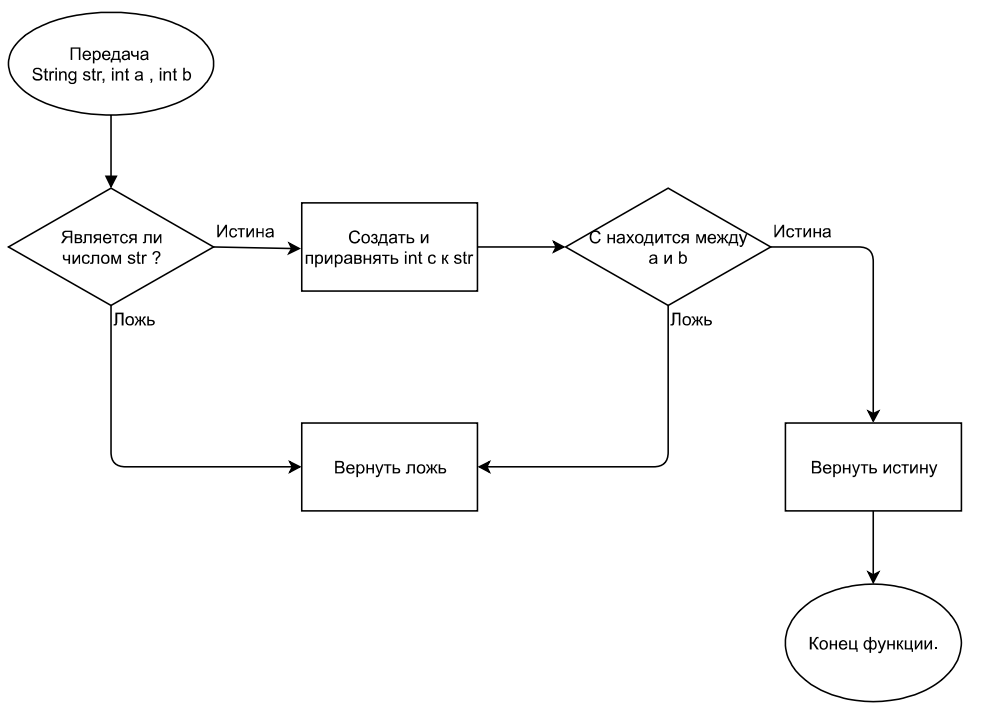 Передача
String str, int a , int b
Является ли
числом str ?
Истина
Создать и
приравнять int c к str
С находится между
a и b
Истина
Ложь
Ложь
Вернуть ложь
Вернуть истину
Конец функции.